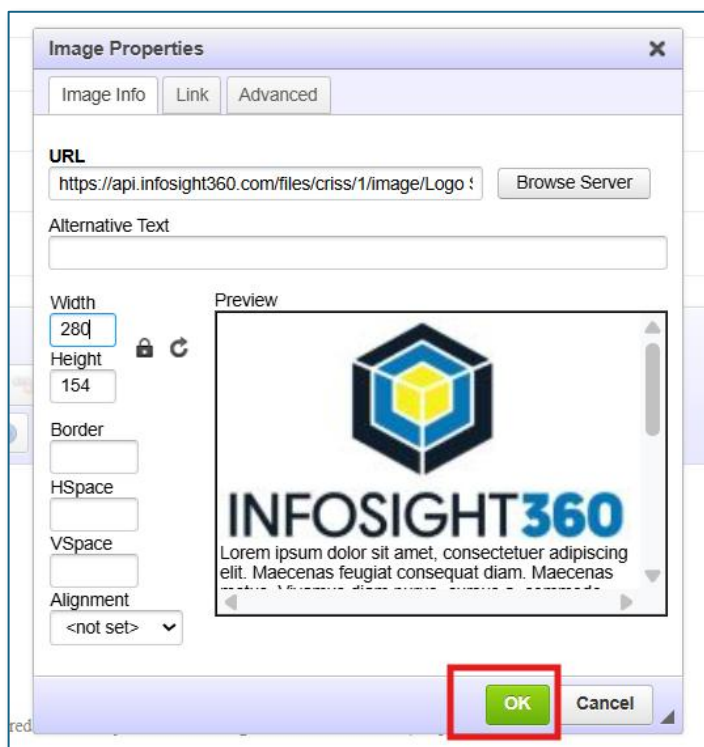 Image Properties
Image Info Link Advanced
URL
https://api.infosight360.com/files/criss/1/image/Logo Browse Server
Alternative Text
Width
280
Height
154
Border
HSpace
VSpace
Alignment
<not set>
Preview
INFOSIGHT360
Lorem ipsum dolor sit amet, consectetuer adipiscing
elit. Maecenas feugiat consequat diam. Maecenas
OK Cancel
red